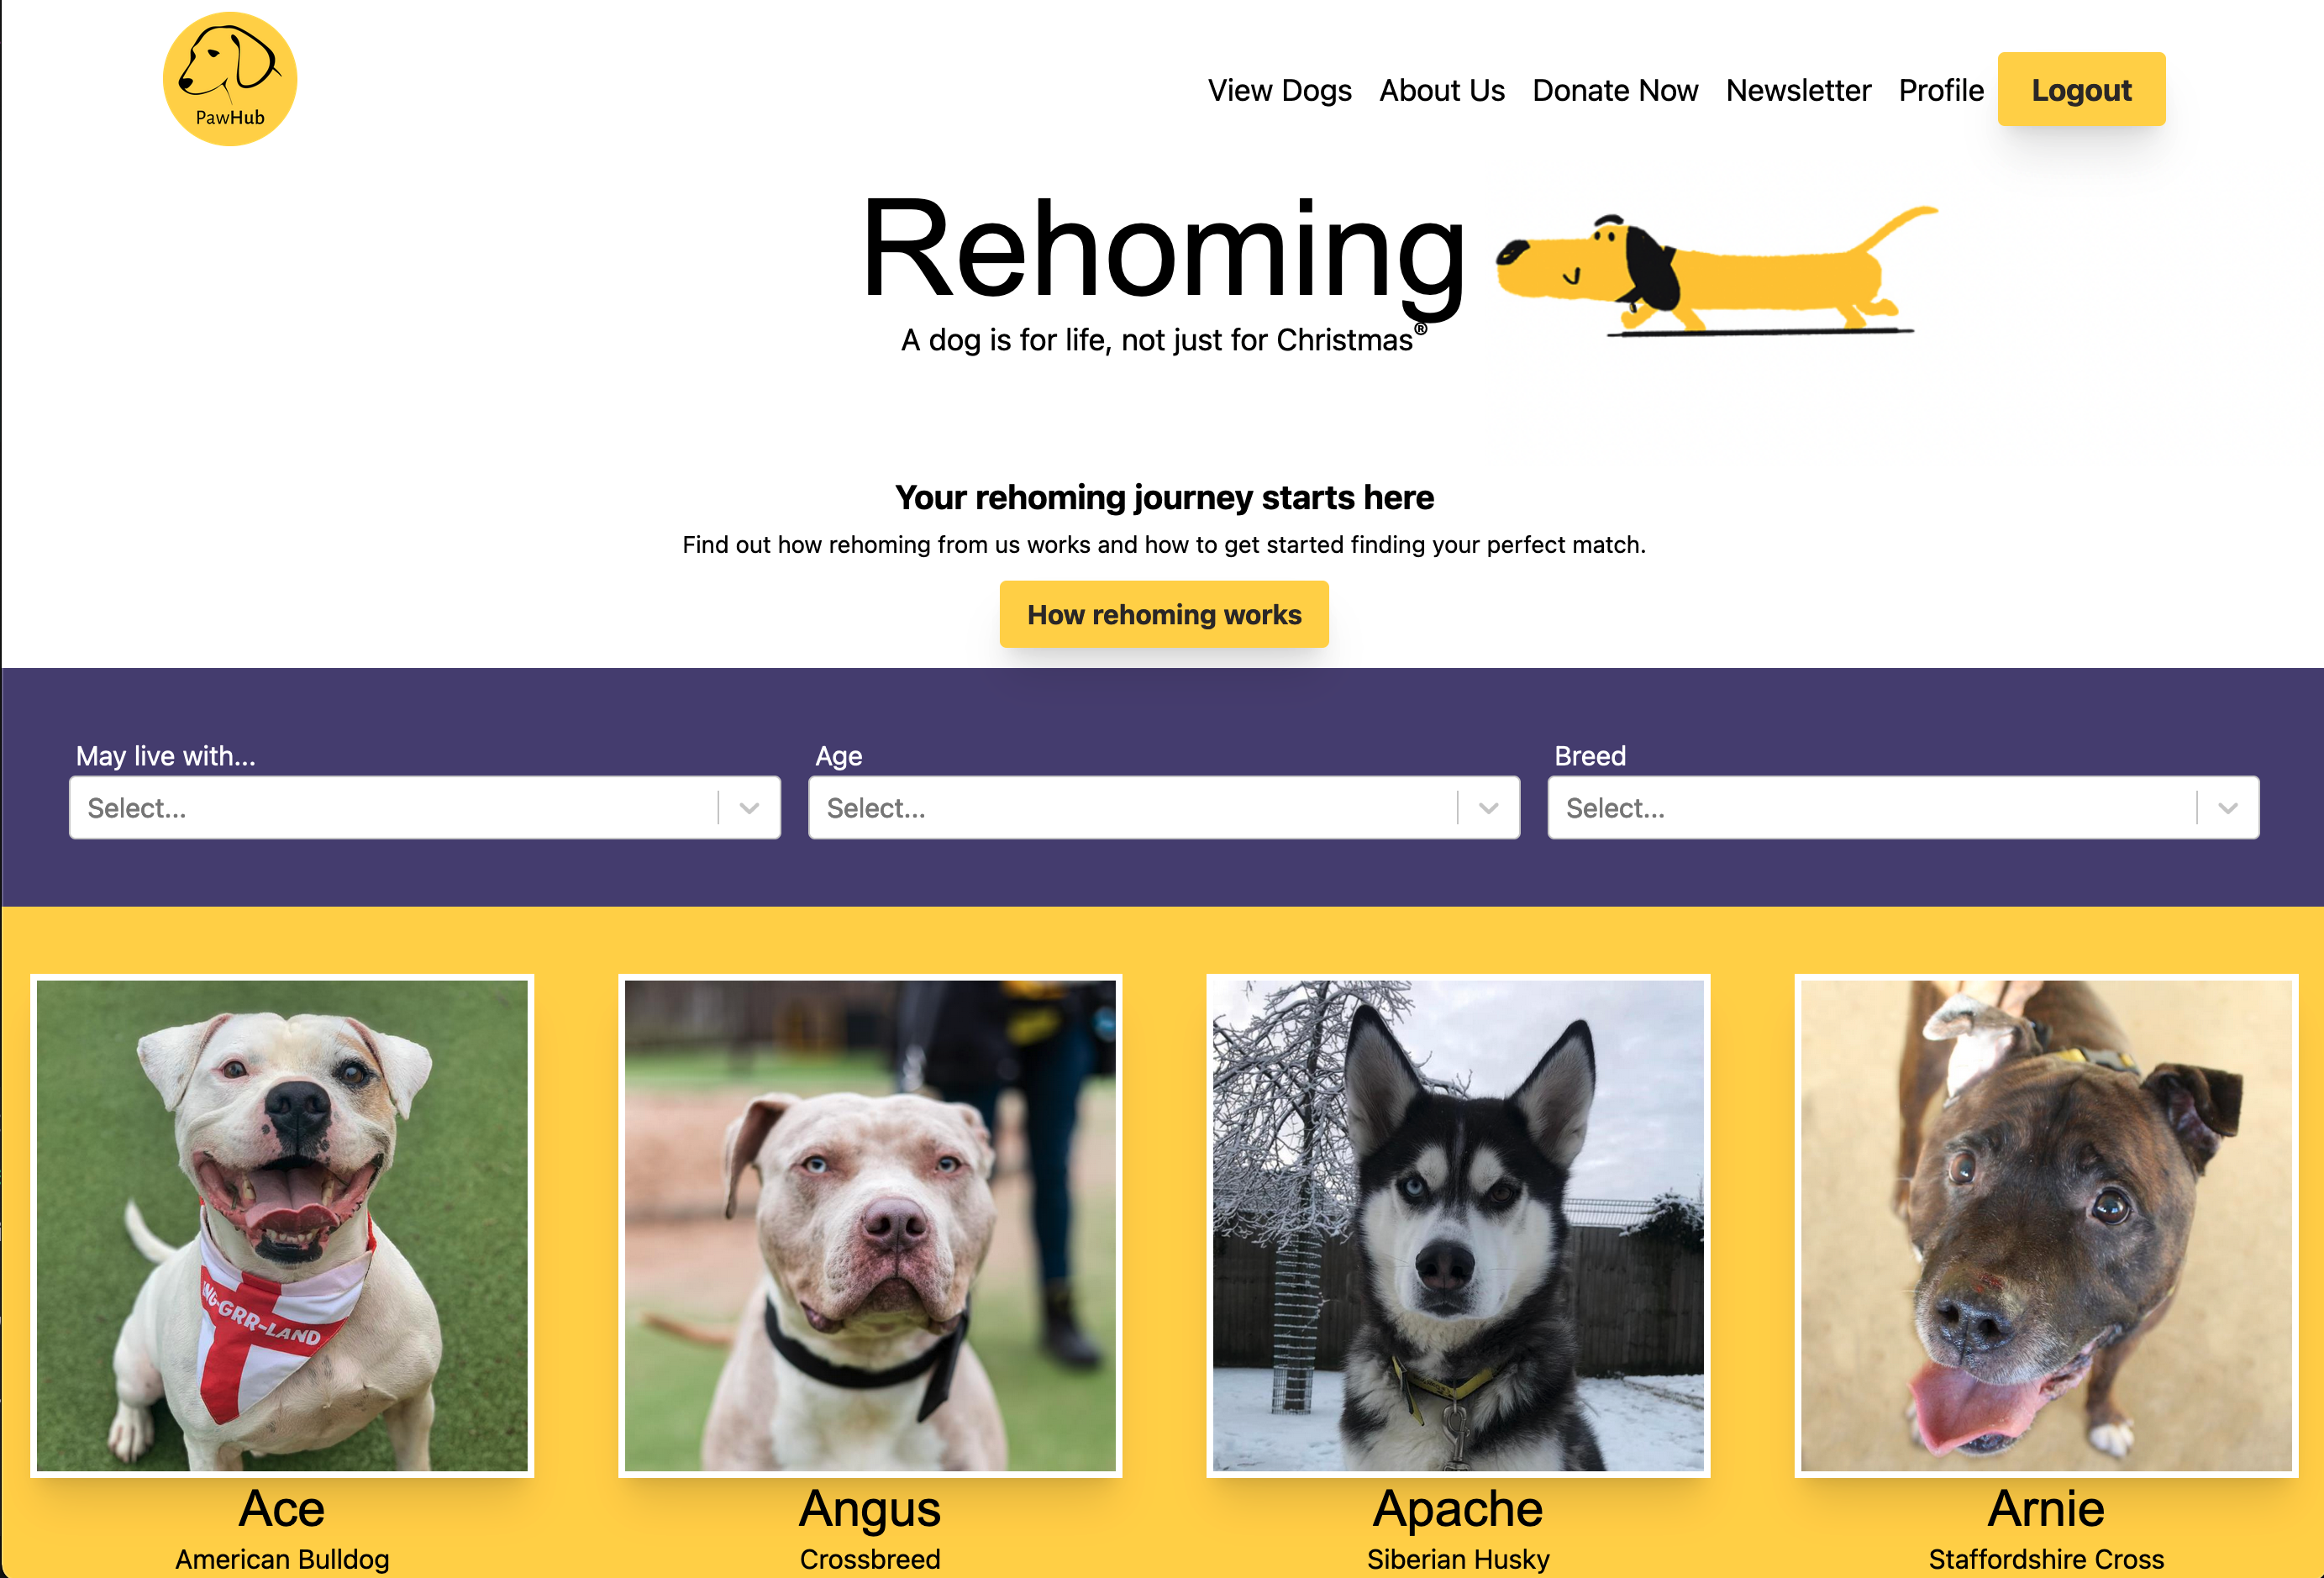 PawHub
View Dogs About Us Donate Now Newsletter Profile Logout
Rehoming
A dog is for life, not just for Christmas®
Your rehoming journey starts here
Find out how rehoming from us works and how to get started finding your perfect match.
How rehoming works
May live with... Age Breed
Select... Select... Select...
NG-GRR-LAND
Ace Angus Apache Arnie
American Bulldog Crossbreed Siberian Husky Staffordshire Cross